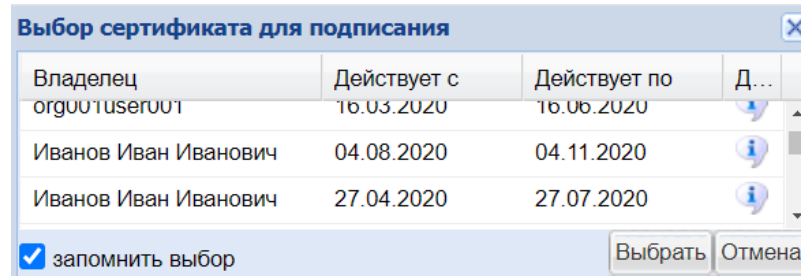 Выбор сертификата для подписания
Владелец Действует с Действует по Д...
org001user001 16.03.2020 16.06.2020
Иванов Иван Иванович 04.08.2020 04.11.2020
Иванов Иван Иванович 27.04.2020 27.07.2020
запомнить выбор Выбрать Отмена